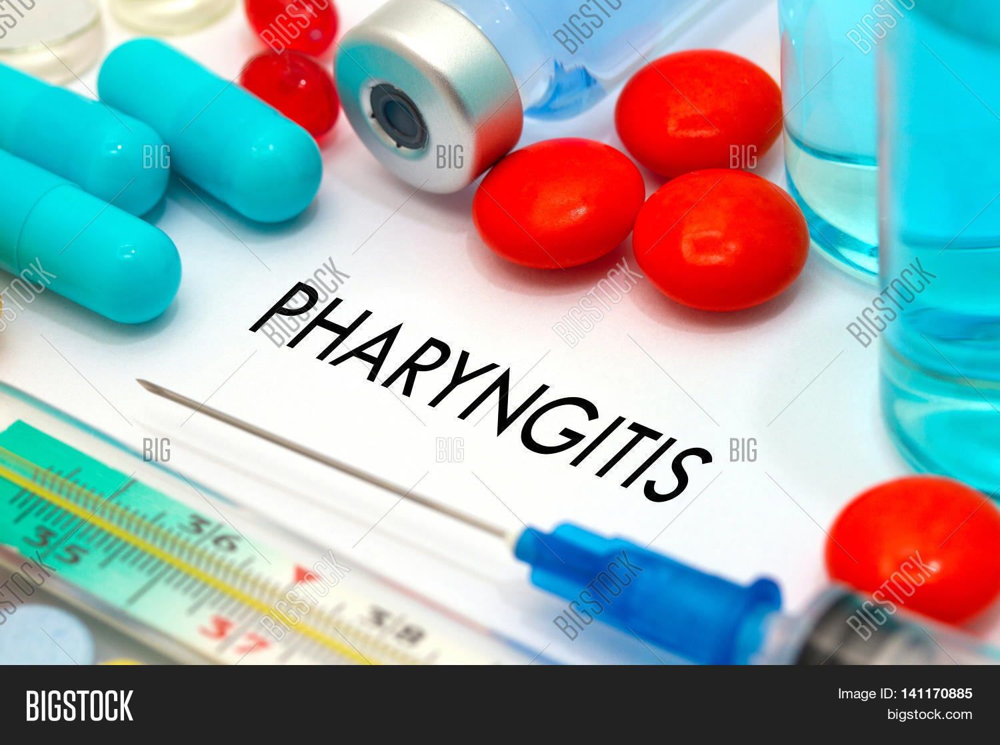 PHARYNGITIS
36
35
37
38
BIGSTOCK
Image ID: 141170885
bigstock.com